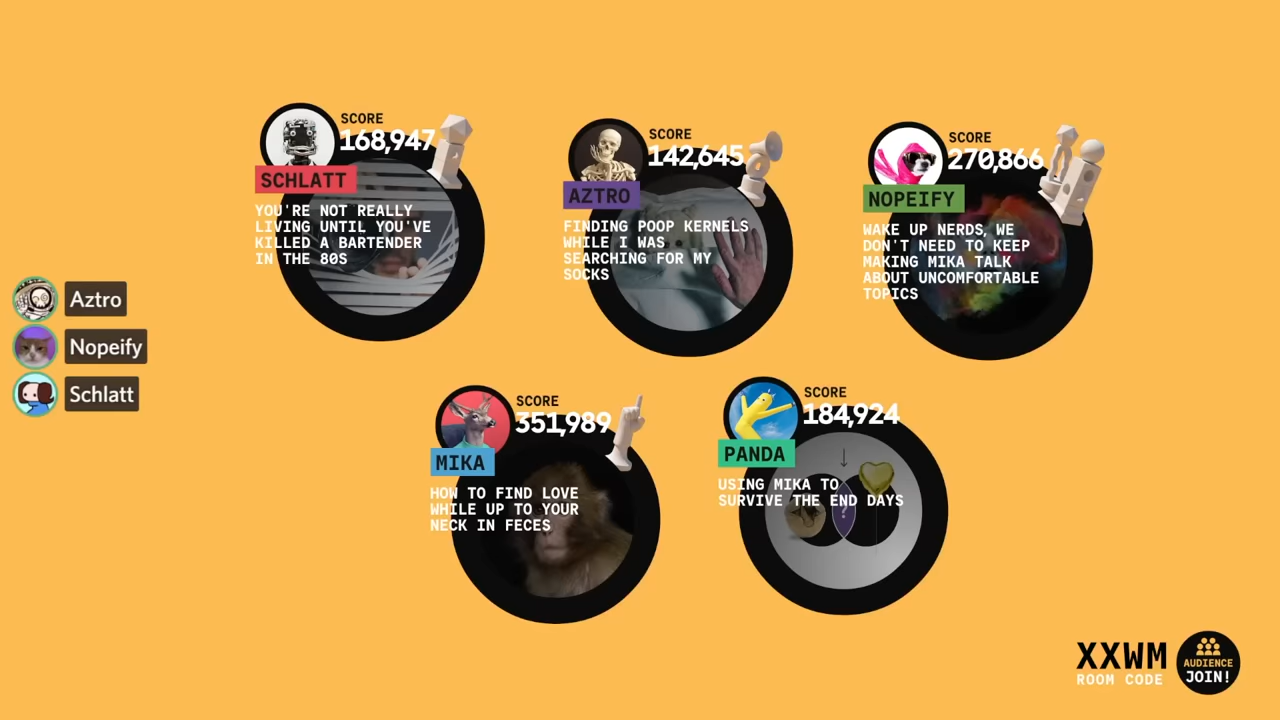 SCORE
168,947
SCHLATT
YOU'RE NOT REALLY
LIVING UNTIL YOU'VE
KILLED A BARTENDER
IN THE 80S
SCORE
142,645
AZTRO
FINDING POOP KERNELS
WHILE I WAS
SEARCHING FOR MY
SOCKS
SCORE
270,866
NOPEIFY
WAKE UP NERDS, WE
DON'T NEED TO KEEP
MAKING MIKA TALK
ABOUT UNCOMFORTABLE
TOPICS
Aztro
Nopeify
Schlatt
SCORE
351,989
MIKA
HOW TO FIND LOVE
WHILE UP TO YOUR
NECK IN FECES
SCORE
184,924
PANDA
USING MIKA TO
SURVIVE THE END DAYS
?
XXWM
ROOM CODE
AUDIENCE
JOIN!